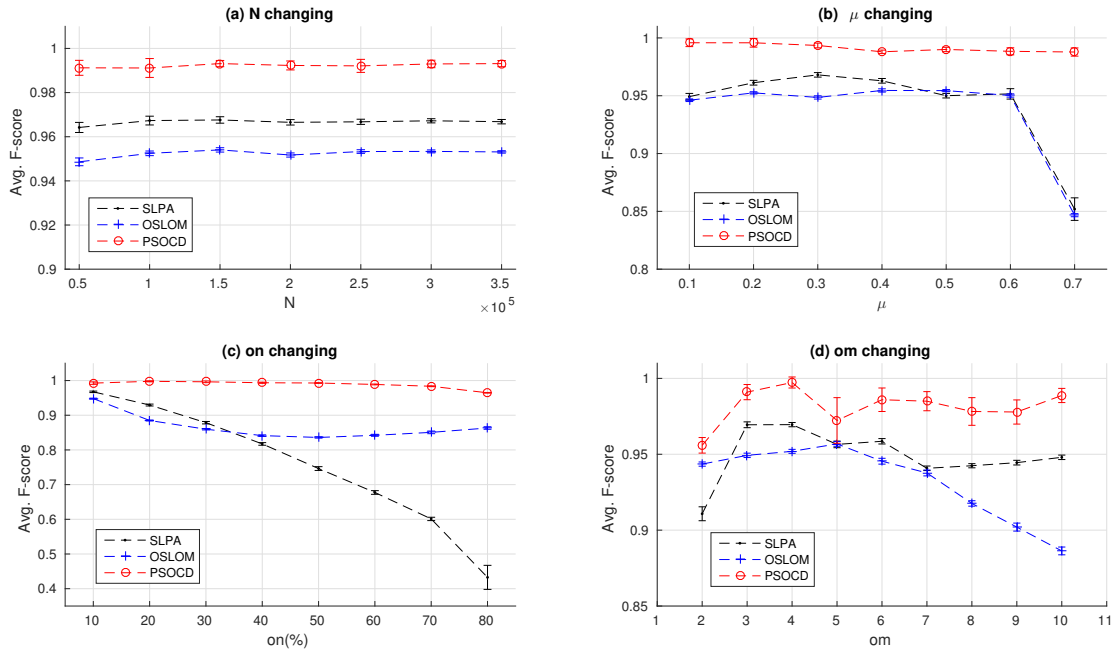 (a) N changing
1
0.98
0.96
0.94
0.92
0.9
Avg. F-score
SLPA
OSLOM
PSOCD
0.5 1 1.5 2 2.5 3 3.5
N
×10^5
(b) μ changing
1
0.95
0.9
0.85
0.8
Avg. F-score
SLPA
OSLOM
PSOCD
0.1 0.2 0.3 0.4 0.5 0.6 0.7
μ
(c) on changing
1
0.9
0.8
0.7
0.6
0.5
0.4
Avg. F-score
SLPA
OSLOM
PSOCD
10 20 30 40 50 60 70 80
on(%)
(d) om changing
1
0.95
0.9
0.85
Avg. F-score
SLPA
OSLOM
PSOCD
1 2 3 4 5 6 7 8 9 10 11
om